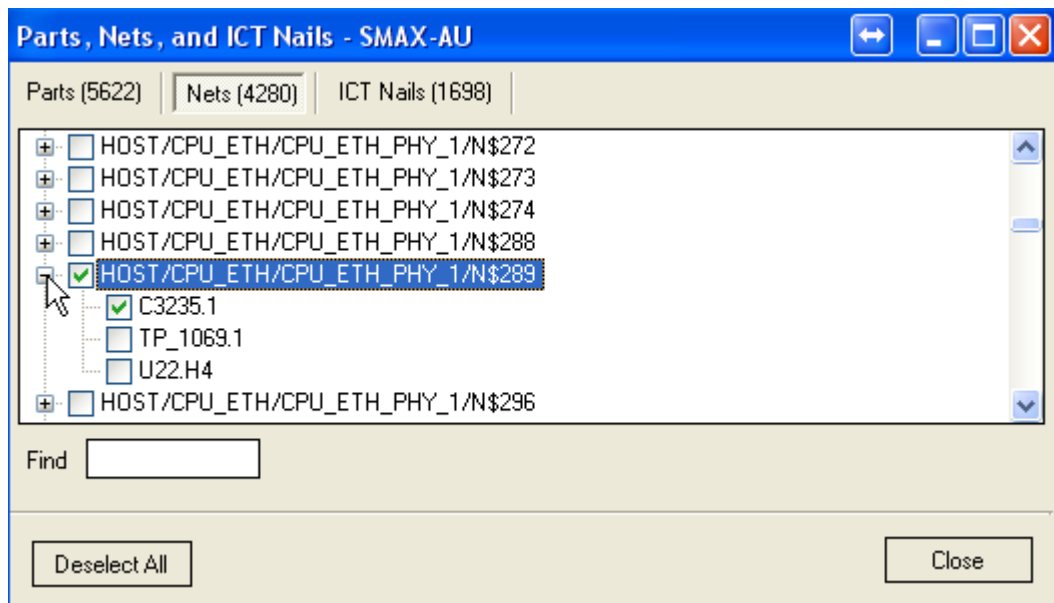 Parts, Nets, and ICT Nails - SMAX-AU
Parts (5622) Nets (4280) ICT Nails (1698)
HOST/CPU_ETH/CPU_ETH_PHY_1/N$272
HOST/CPU_ETH/CPU_ETH_PHY_1/N$273
HOST/CPU_ETH/CPU_ETH_PHY_1/N$274
HOST/CPU_ETH/CPU_ETH_PHY_1/N$288
HOST/CPU_ETH/CPU_ETH_PHY_1/N$289
C3235.1
TP_1069.1
U22.H4
HOST/CPU_ETH/CPU_ETH_PHY_1/N$296
Find
Deselect All Close